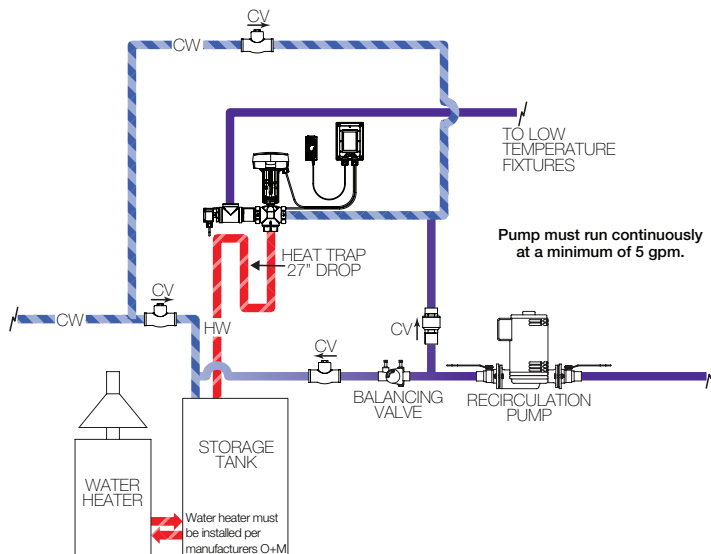 CV
CW
TO LOW
TEMPERATURE
FIXTURES
Pump must run continuously
at a minimum of 5 gpm.
HEAT TRAP
27" DROP
CV
CW
HW
CV
CV
BALANCING
VALVE
RECIRCULATION
PUMP
STORAGE
TANK
WATER
HEATER
Water heater must
be installed per
manufacturers O+M